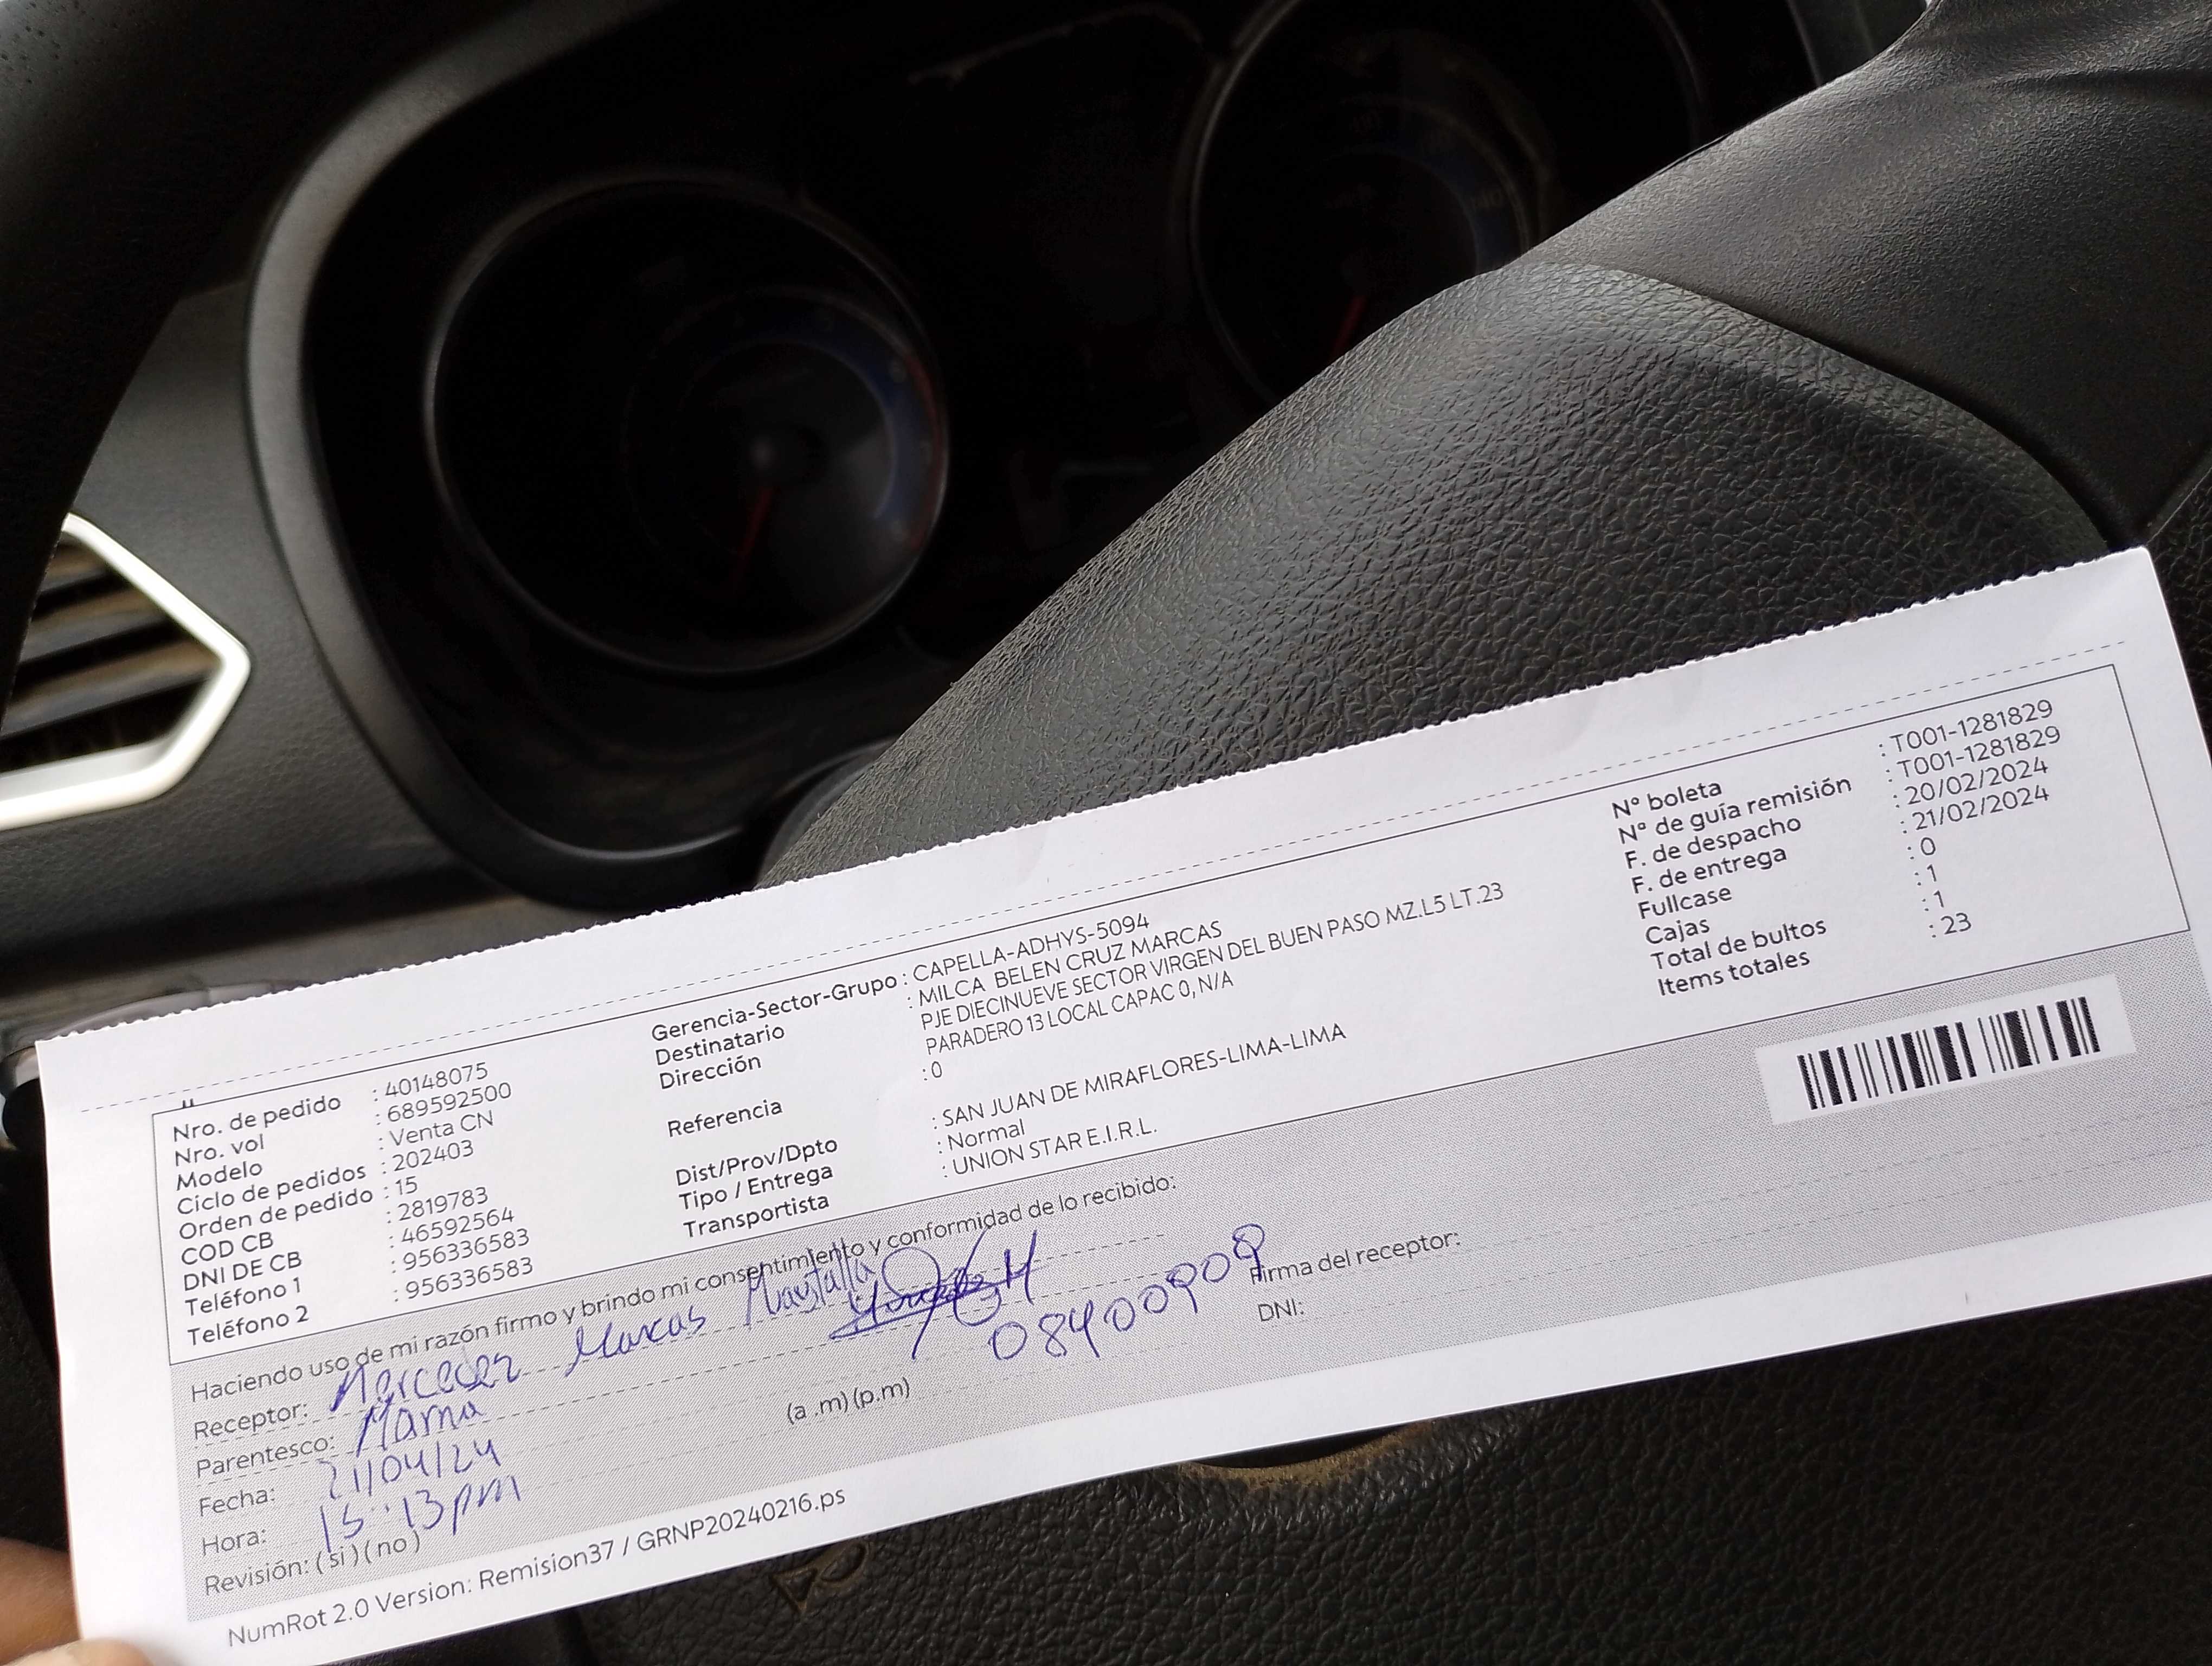 Nro. de pedido : 40148075
Nro. vol : 689592500
Modelo : Venta CN
Ciclo de pedidos : 202403
Orden de pedido : 15
COD CB : 2819783
DNI DE CB : 46592564
Teléfono 1 : 956336583
Teléfono 2 : 956336583
Gerencia-Sector-Grupo : CAPELLA-ADHYS-5094
Destinatario : MILCA BELEN CRUZ MARCAS
Dirección PJE DIECINUEVE SECTOR VIRGEN DEL BUEN PASO MZ.L5 LT.23
PARADERO 13 LOCAL CAPAC 0, N/A
Referencia : 0
Dist/Prov/Dpto : SAN JUAN DE MIRAFLORES-LIMA-LIMA
Tipo / Entrega : Normal
Transportista : UNION STAR E.I.R.L.
N° boleta : T001-1281829
N° de guía remisión : T001-1281829
F. de despacho : 20/02/2024
F. de entrega : 21/02/2024
Fullcase : 0
Cajas : 1
Total de bultos : 1
Items totales : 23
Haciendo uso de mi razón firmo y brindo mi consentimiento y conformidad de lo recibido:
Receptor: Marcas
Parentesco: Mama
Fecha: 21/04/24
Hora: 15:13pm (a .m) (p.m)
Revisión: ( si ) ( no )
08400909
Firma del receptor:
DNI:
NumRot 2.0 Version: Remision37 / GRNP20240216.ps